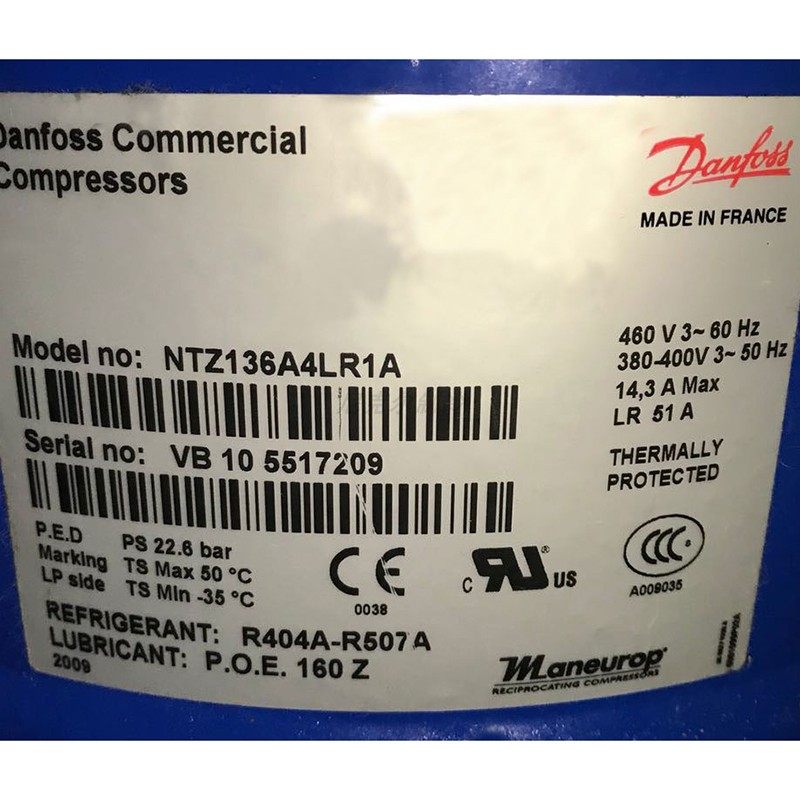 Danfoss Commercial
Compressors
Danfoss
MADE IN FRANCE
Model no: NTZ136A4LR1A
460 V 3~ 60 Hz
380-400V 3~ 50 Hz
14,3 A Max
LR 51 A
Serial no: VB 10 5517209
THERMALLY
PROTECTED
P.E.D
Marking
LP side
PS 22.6 bar
TS Max 50 °C
TS Min -35 °C
CE
0038
c RU ® US
CCC
A009035
REFRIGERANT: R404A-R507A
LUBRICANT: P.O.E. 160 Z
2009
Maneurop®
RECIPROCATING COMPRESSORS